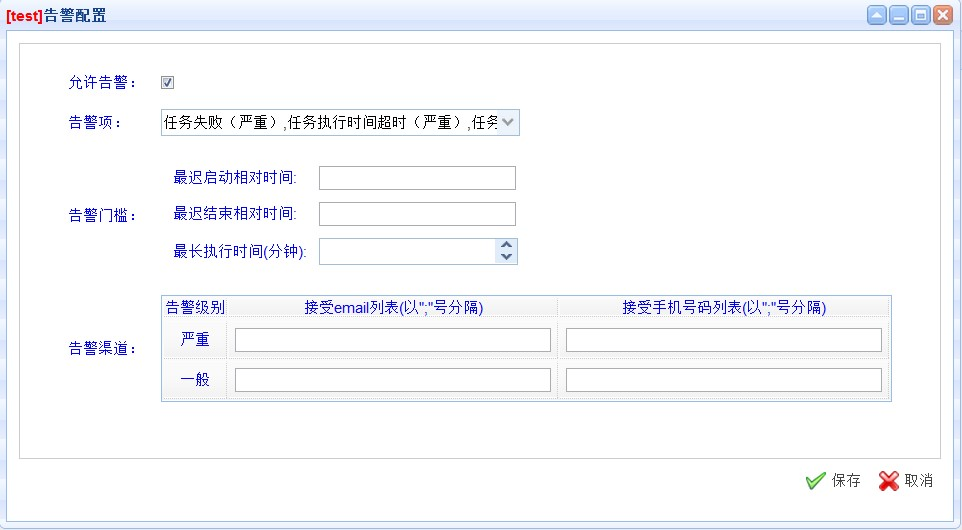 [test]告警配置
允许告警：
告警项： 任务失败（严重）,任务执行时间超时（严重）,任务
最迟启动相对时间:
告警门槛： 最迟结束相对时间:
最长执行时间(分钟):
告警级别 接受email列表(以";"号分隔) 接受手机号码列表(以";"号分隔)
严重
告警渠道：
一般
保存 取消